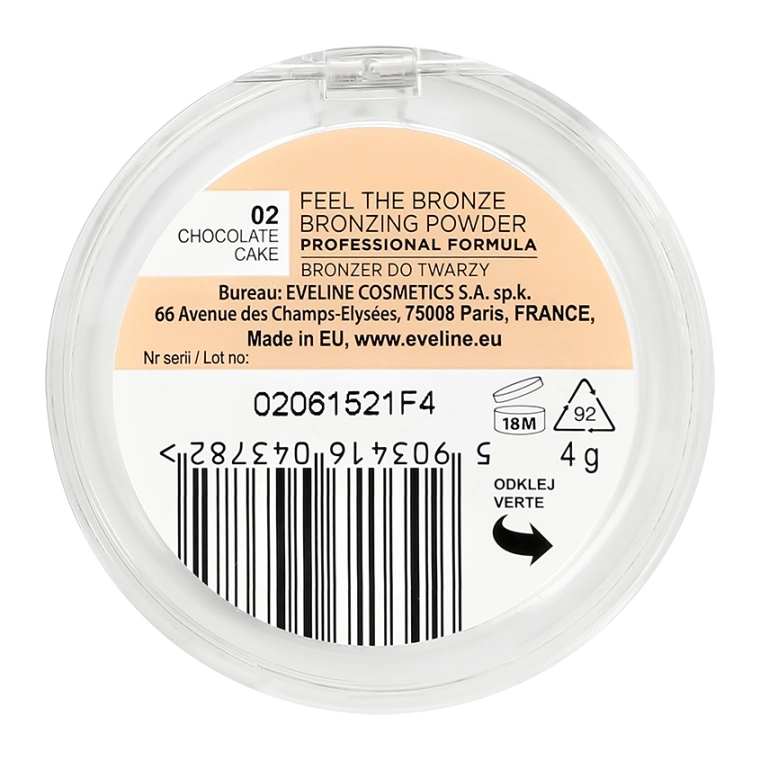 02
CHOCOLATE
CAKE
FEEL THE BRONZE
BRONZING POWDER
PROFESSIONAL FORMULA
BRONZER DO TWARZY
Bureau: EVELINE COSMETICS S.A. sp.k.
66 Avenue des Champs-Elysées, 75008 Paris, FRANCE,
Made in EU, www.eveline.eu
Nr serii / Lot no:
02061521F4
18M
92
5 903416 043782 >
4 g
ODKLEJ
VERTE